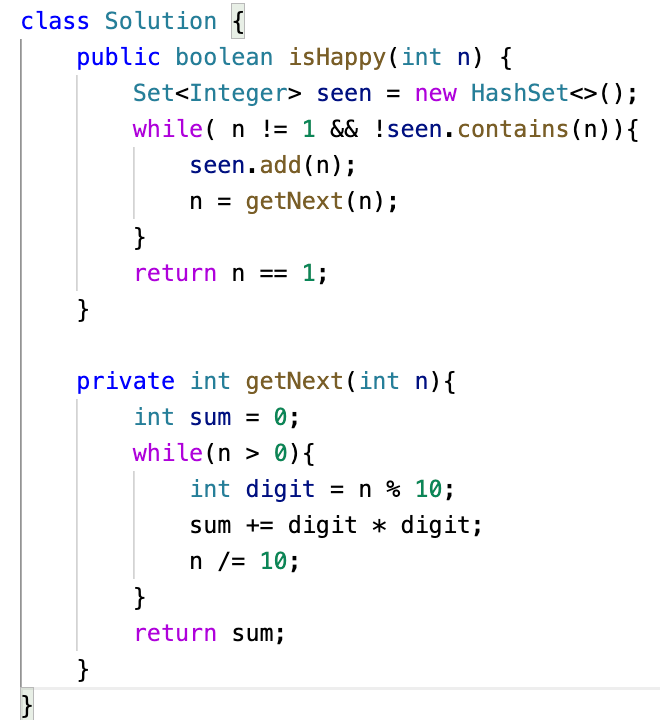 class Solution {
    public boolean isHappy(int n) {
        Set<Integer> seen = new HashSet<>();
        while( n != 1 && !seen.contains(n)){
            seen.add(n);
            n = getNext(n);
        }
        return n == 1;
    }

    private int getNext(int n){
        int sum = 0;
        while(n > 0){
            int digit = n % 10;
            sum += digit * digit;
            n /= 10;
        }
        return sum;
    }
}